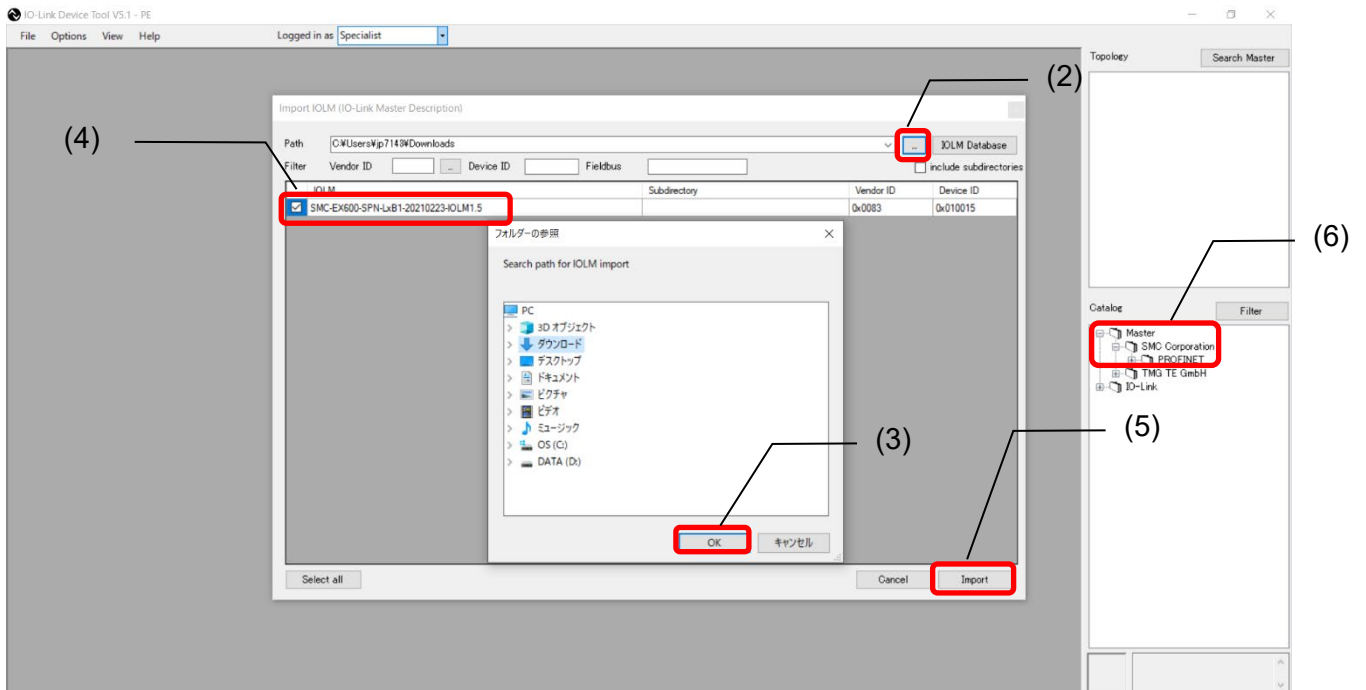 IO-Link Device Tool V5.1 - PE
File Options View Help Logged in as Specialist
Topology Search Master
(2)
Import IOLM (IO-Link Master Description)
(4)
Path C:¥Users¥jp7148¥Downloads .. IOLM Database
Filter Vendor ID .. Device ID Fieldbus include subdirectories
IOLM Subdirectory Vendor ID Device ID
SMC-EX600-SPN-LxB1-20210223-IOLM1.5 0x0083 0x010015
フォルダーの参照
(6)
Search path for IOLM import
Catalog Filter
PC
3D オブジェクト
ダウンロード
デスクトップ
ドキュメント
ピクチャ
ビデオ
ミュージック
OS (C:)
DATA (D:)
Master
SMC Corporation
PROFINET
TMG TE GmbH
IO-Link
(3)
(5)
OK キャンセル
Select all Cancel Import